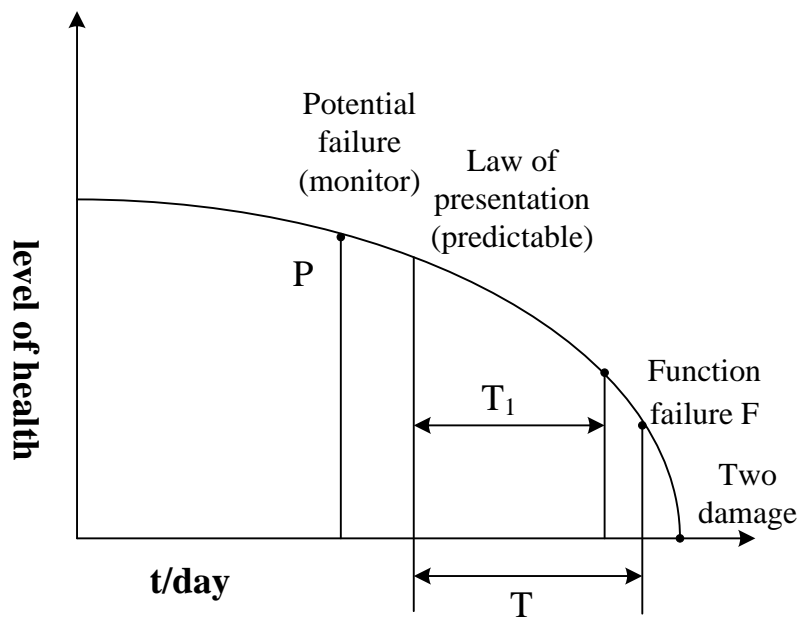 Potential
failure
(monitor)
Law of
presentation
(predictable)
level of health
P
Function
failure F
T₁
Two
damage
t/day
T